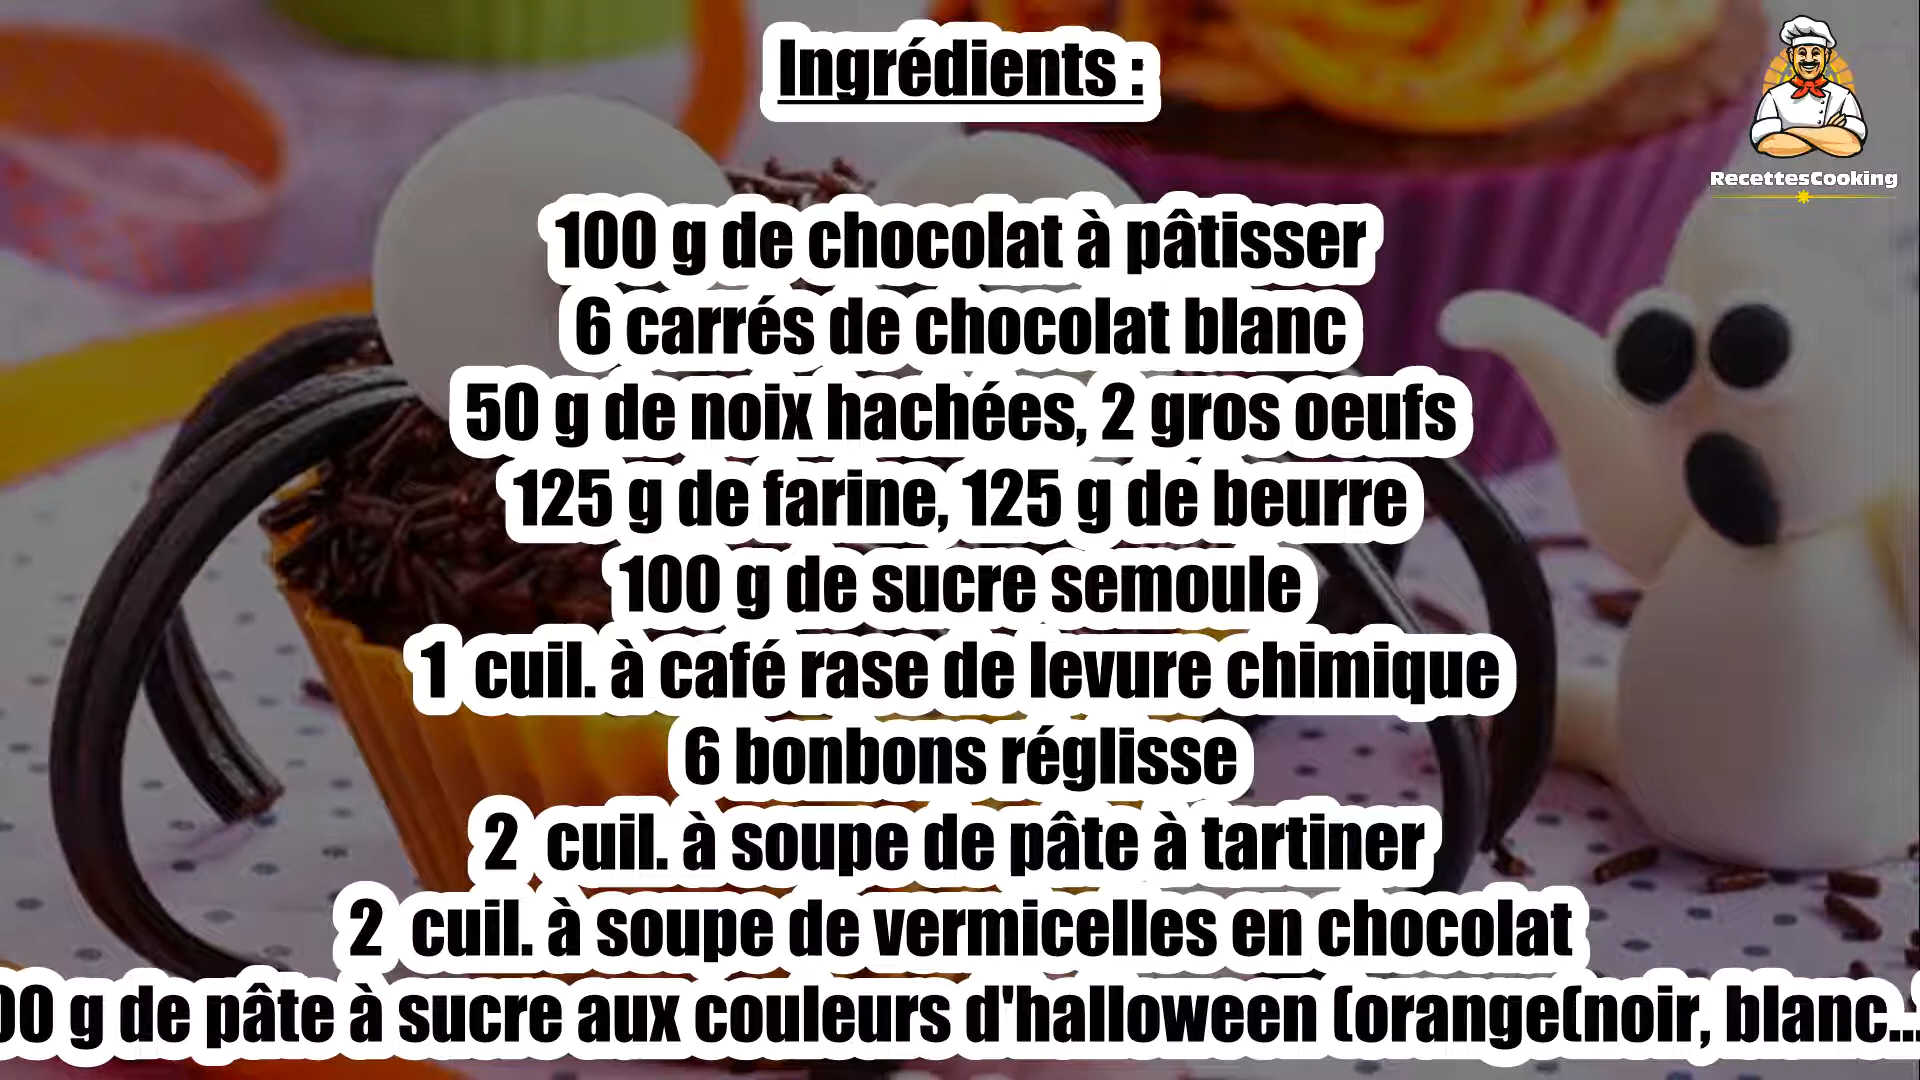 Ingrédients :
RecettesCooking
100 g de chocolat à pâtisser
6 carrés de chocolat blanc
50 g de noix hachées, 2 gros oeufs
125 g de farine, 125 g de beurre
100 g de sucre semoule
1 cuil. à café rase de levure chimique
6 bonbons réglisse
2 cuil. à soupe de pâte à tartiner
2 cuil. à soupe de vermicelles en chocolat
g de pâte à sucre aux couleurs d'halloween (orange(noir, blanc...